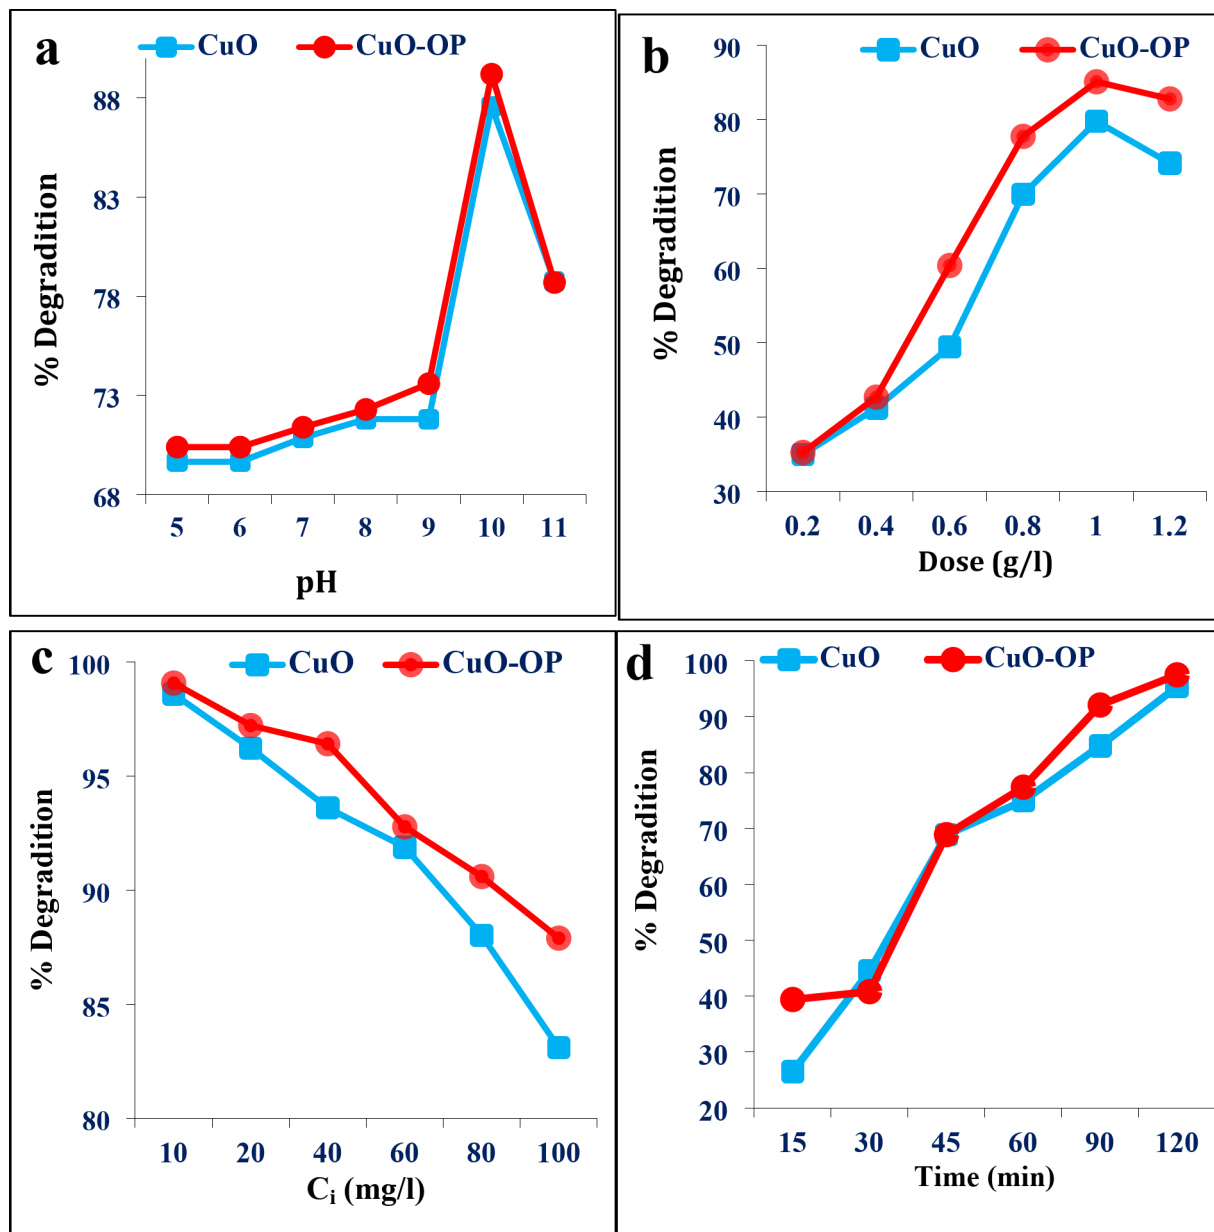 a
CuO CuO-OP
% Degradition
88
83
78
73
68
5 6 7 8 9 10 11
pH
b
CuO CuO-OP
% Degradition
90
80
70
60
50
40
30
0.2 0.4 0.6 0.8 1 1.2
Dose (g/l)
c
CuO CuO-OP
% Degradition
100
95
90
85
80
10 20 40 60 80 100
Ci (mg/l)
d
CuO CuO-OP
% Degradition
100
90
80
70
60
50
40
30
20
15 30 45 60 90 120
Time (min)